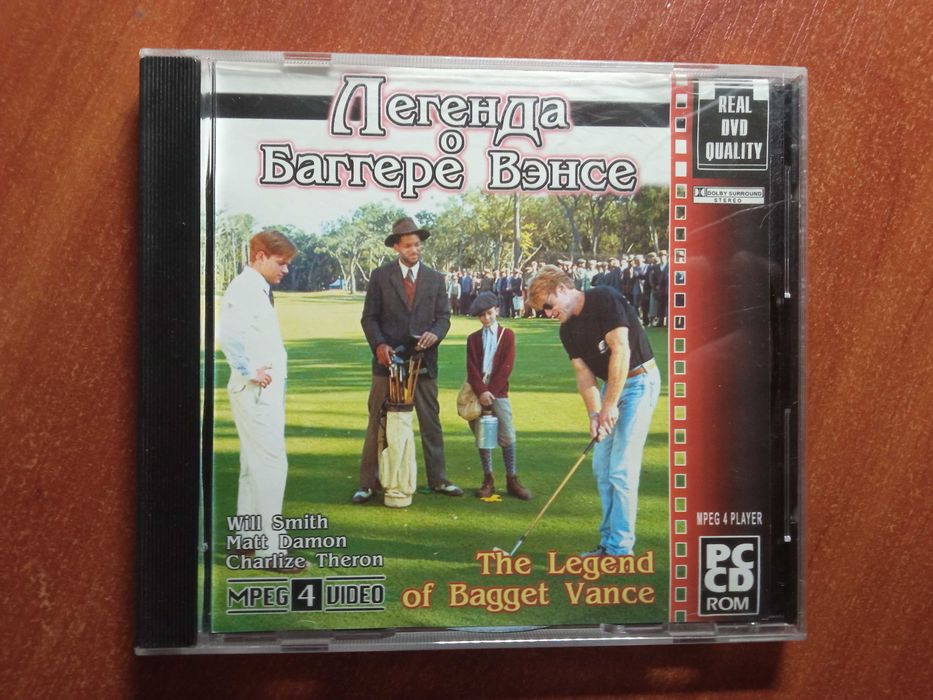 Легенда
о
Баггере Вэнсе
REAL
DVD
QUALITY
DOLBY SURROUND
STEREO
Will Smith
Matt Damon
Charlize Theron
MPEG 4 VIDEO
The Legend
of Bagget Vance
MPEG 4 PLAYER
PC
CD
ROM